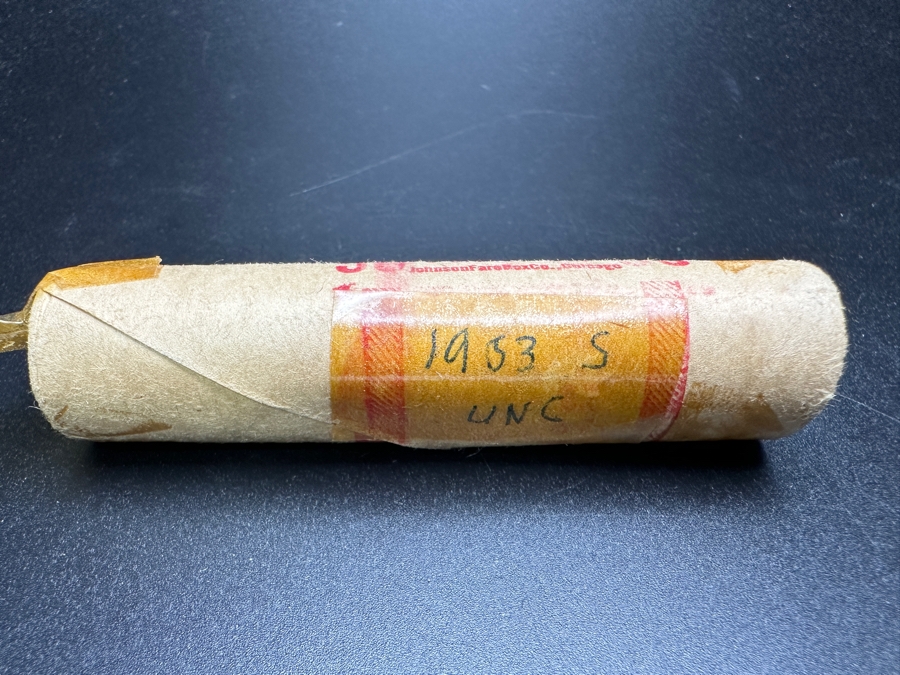 JohnsonFareBoxCo., Chicago
1953 S
UNC